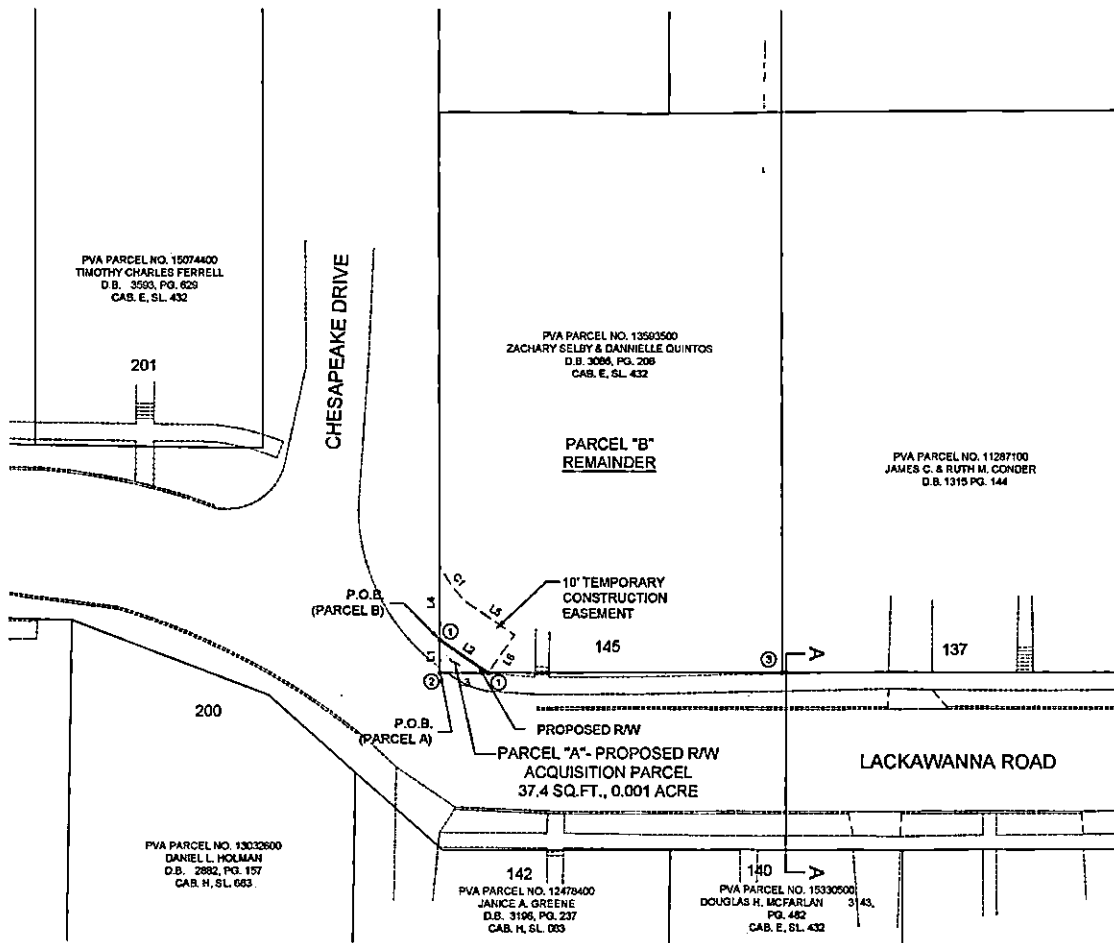 PVA PARCEL NO. 15074400
TIMOTHY CHARLES FERRELL
D.B. 3593, PG. 629
CAB. E, SL. 432
201
CHESAPEAKE DRIVE
PVA PARCEL NO. 13593500
ZACHARY SELBY & DANNIELLE QUINTOS
D.B. 3086, PG. 208
CAB. E, SL. 432
PARCEL "B"
REMAINDER
PVA PARCEL NO. 11287100
JAMES C. & RUTH M. CONDER
D.B. 1315 PG. 144
C1
10' TEMPORARY
CONSTRUCTION
EASEMENT
P.O.B.
(PARCEL B)
L4
L5
1
L2
L1
L6
145
137
3
A
2
3
1
200
P.O.B.
(PARCEL A)
PROPOSED R/W
PARCEL "A"- PROPOSED R/W
ACQUISITION PARCEL
37.4 SQ.FT., 0.001 ACRE
LACKAWANNA ROAD
PVA PARCEL NO. 13032600
DANIEL L. HOLMAN
D.B. 2882, PG. 157
CAB. H, SL. 683
142
PVA PARCEL NO. 12478400
JANICE A. GREENE
D.B. 3196, PG. 237
CAB. H, SL.
140
A
PVA PARCEL NO. 15330500
DOUGLAS H. MCFARLAN
PG. 482
CAB. E, SL. 432